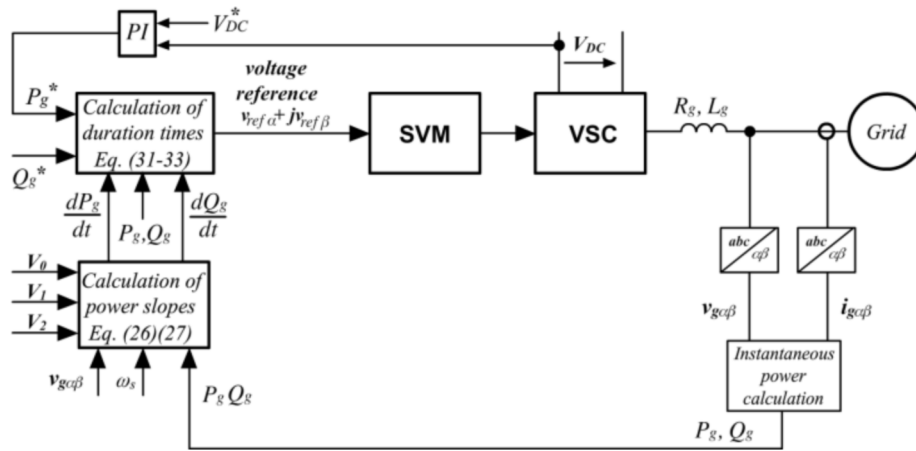 PI
V*DC
VDC
Pg*
Calculation of
duration times
Eq. (31-33)
Qg*
voltage
reference
vref α+ jvref β
SVM
VSC
Rg, Lg
Grid
dPg
dt
Pg,Qg
dQg
dt
V0
V1
V2
Calculation of
power slopes
Eq. (26)(27)
vgαβ
ωs
Pg Qg
abc
αβ
abc
αβ
vgαβ
igαβ
Instantaneous
power
calculation
Pg, Qg